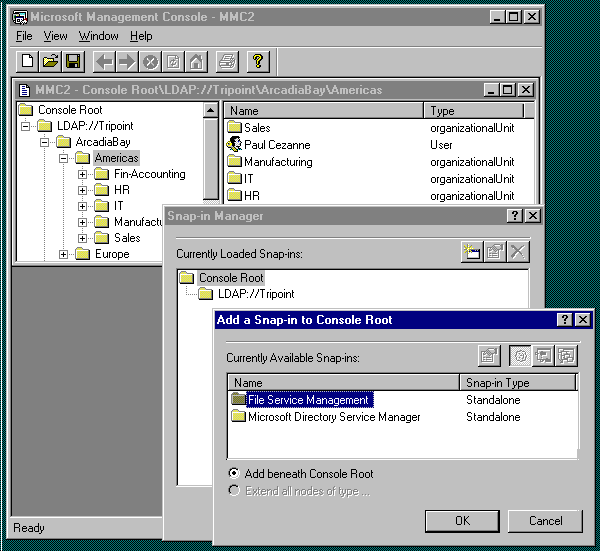 Microsoft Management Console - MMC2
File View Window Help
MMC2 - Console Root\LDAP://Tripoint\ArcadiaBay\Americas
Console Root
LDAP://Tripoint
ArcadiaBay
Americas
Fin-Accounting
HR
IT
Manufactu
Sales
Europe
Name Type
Sales organizationalUnit
Paul Cezanne User
Manufacturing organizationalUnit
IT organizationalUnit
HR organizationalUnit
Snap-in Manager
Currently Loaded Snap-ins:
Console Root
LDAP://Tripoint
Add a Snap-in to Console Root
Currently Available Snap-ins:
Name Snap-in Type
File Service Management Standalone
Microsoft Directory Service Manager Standalone
Add beneath Console Root
Extend all nodes of type ...
OK Cancel
Ready